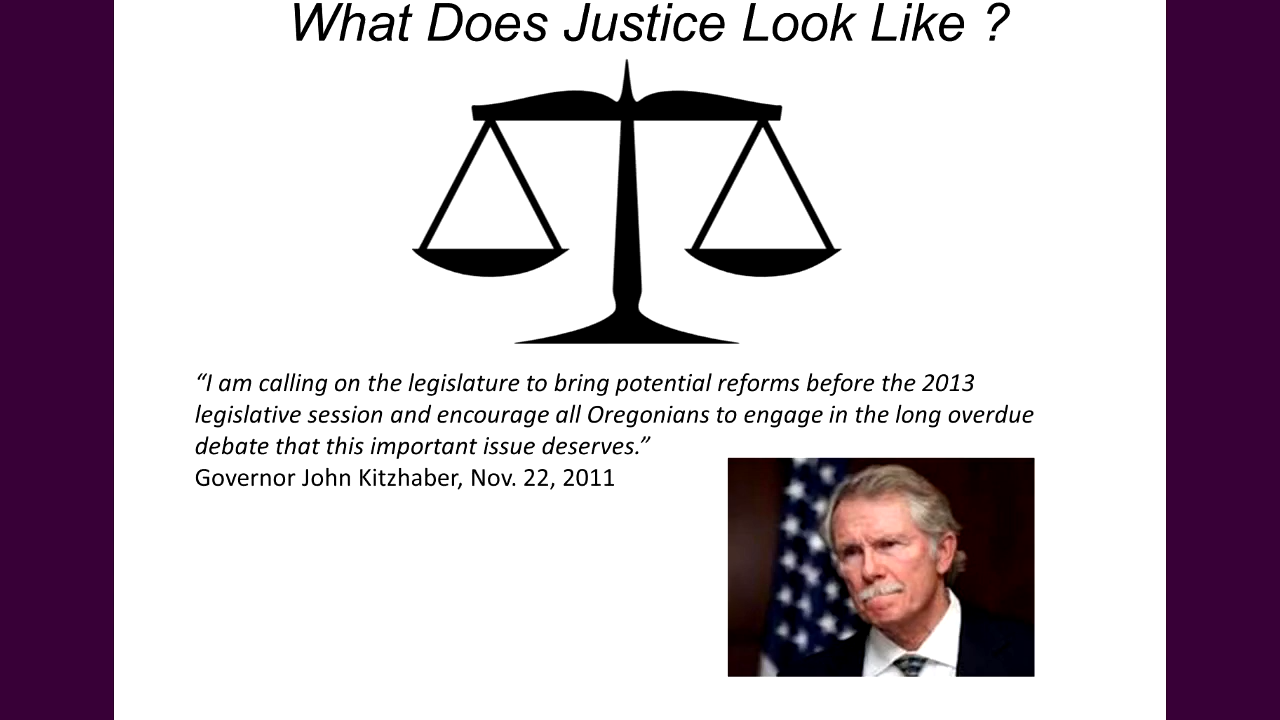 What Does Justice Look Like ?
“I am calling on the legislature to bring potential reforms before the 2013
legislative session and encourage all Oregonians to engage in the long overdue
debate that this important issue deserves.”
Governor John Kitzhaber, Nov. 22, 2011